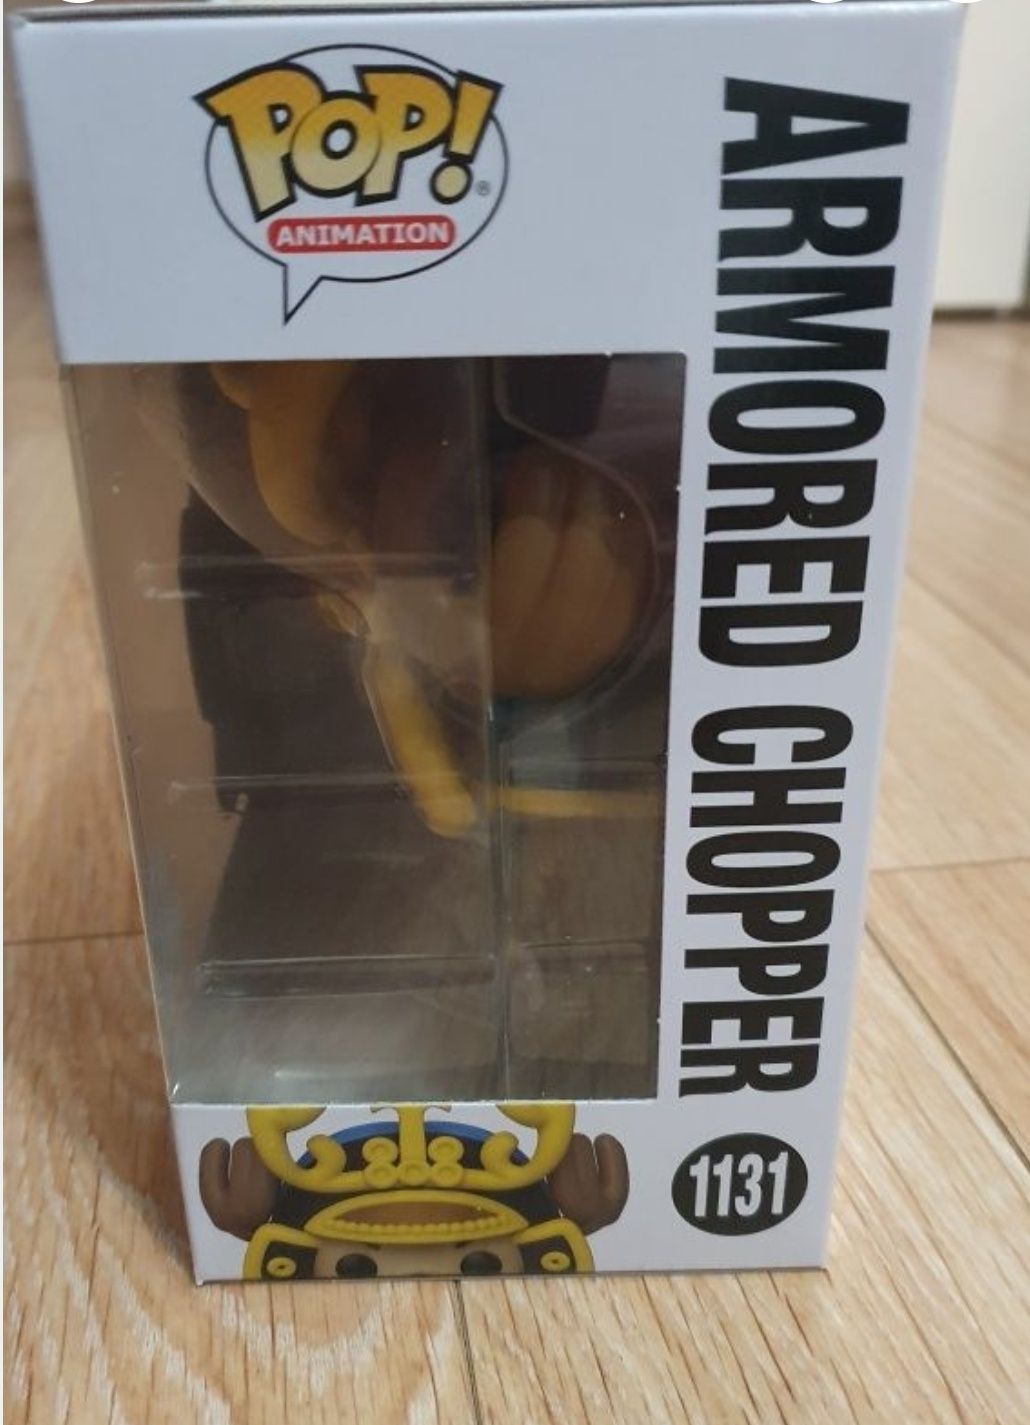 POP!
®
ANIMATION
ARMORED CHOPPER
1131